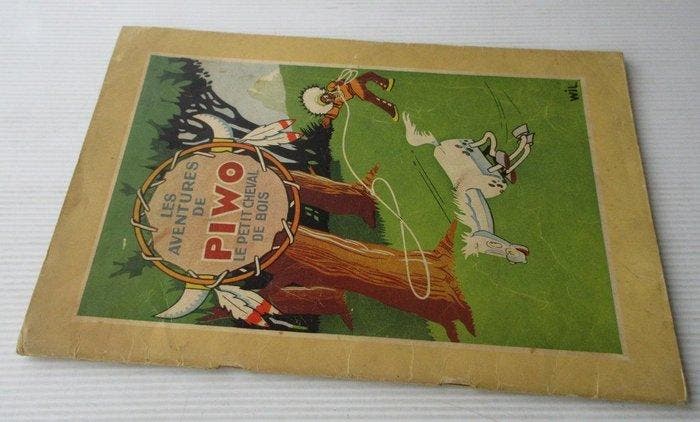 LES
AVENTURES
DE
PIWO
LE PETIT CHEVAL
DE BOIS
WIL